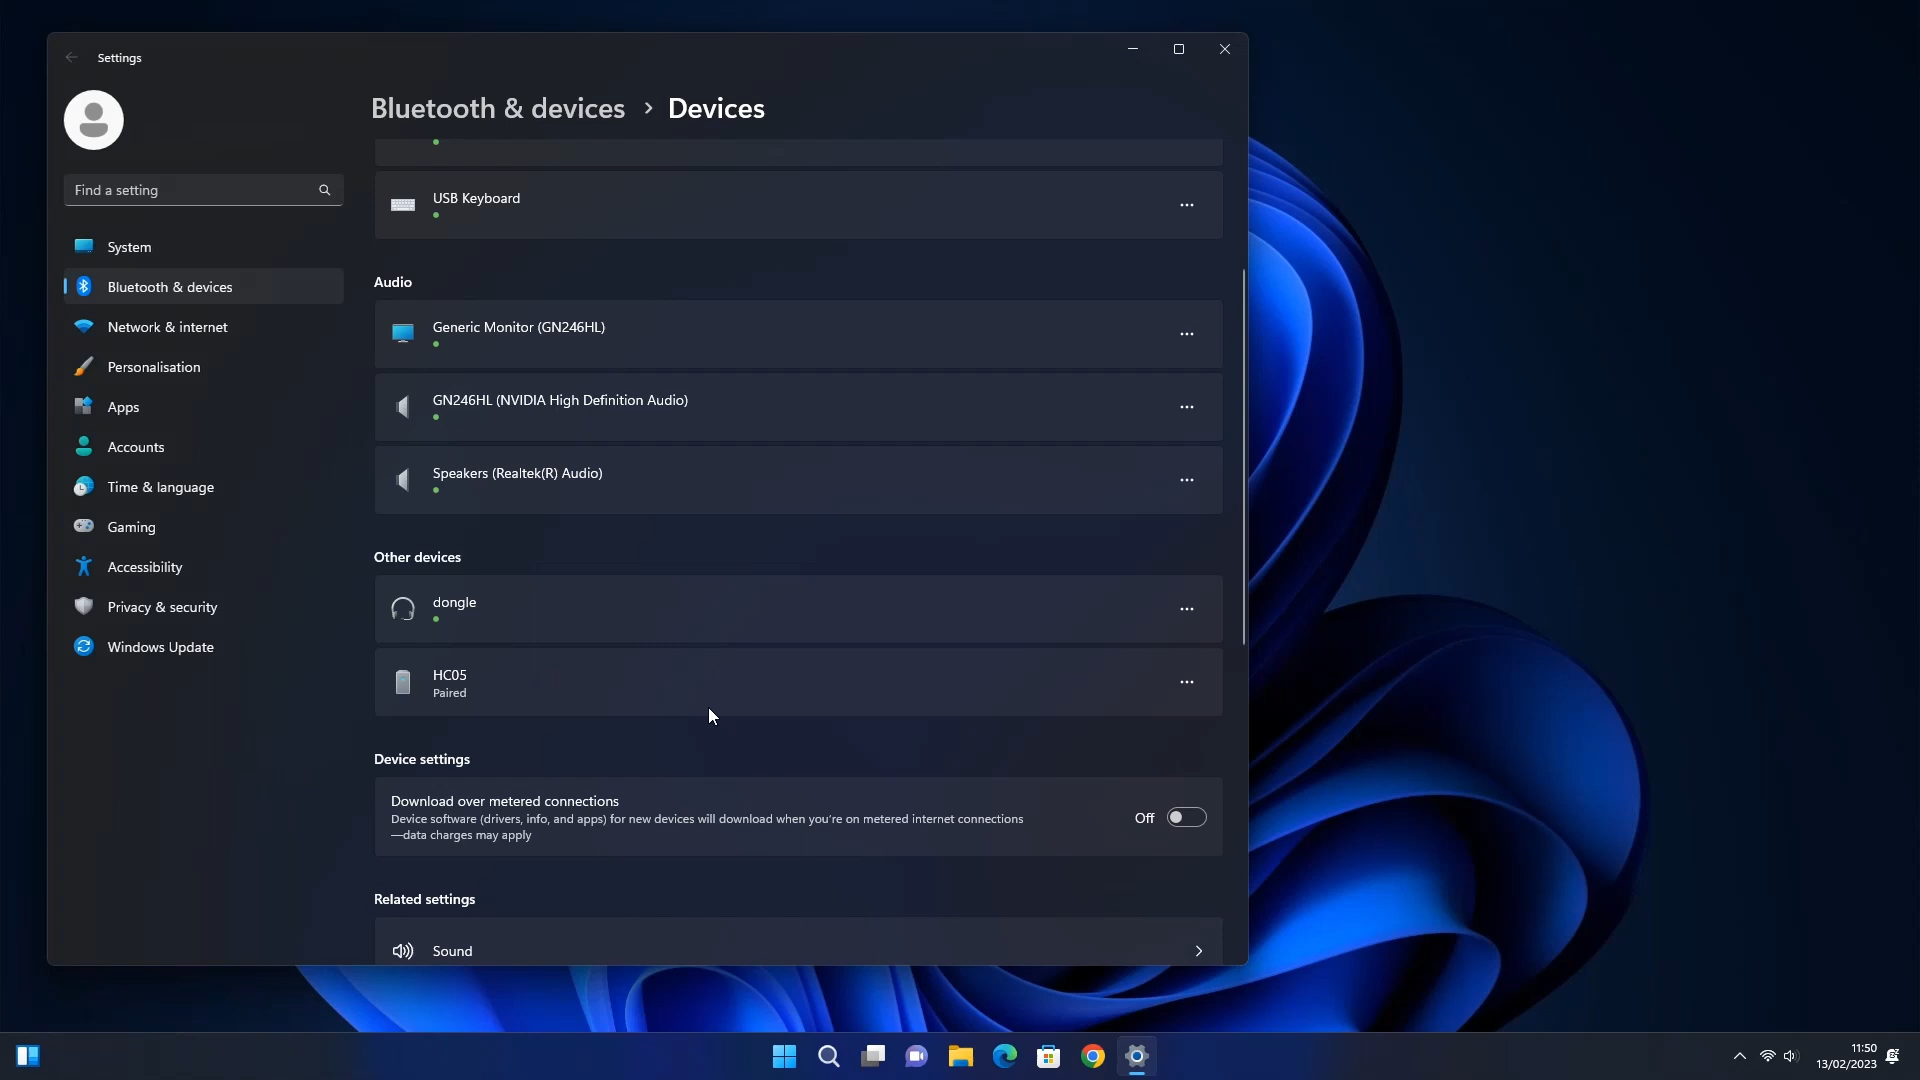 Settings
Find a setting
System
Bluetooth & devices
Network & internet
Personalisation
Apps
Accounts
Time & language
Gaming
Accessibility
Privacy & security
Windows Update
Bluetooth & devices › Devices
USB Keyboard
Audio
Generic Monitor (GN246HL)
GN246HL (NVIDIA High Definition Audio)
Speakers (Realtek(R) Audio)
Other devices
dongle
HC05
Paired
Device settings
Download over metered connections
Device software (drivers, info, and apps) for new devices will download when you're on metered internet connections
—data charges may apply
Off
Related settings
Sound
11:50
13/02/2023